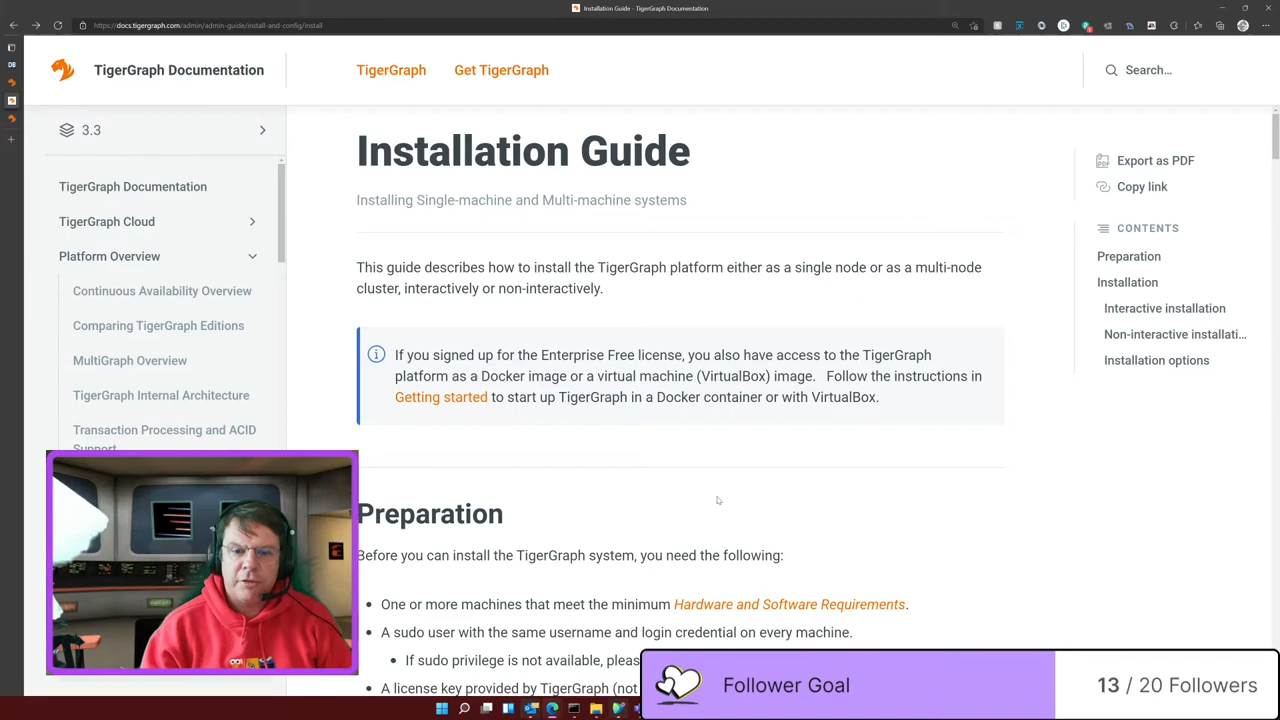 Installation Guide - TigerGraph Documentation
https://docs.tigergraph.com/admin/admin-guide/install-and-config/install
TigerGraph Documentation
TigerGraph
Get TigerGraph
Search...
3.3
TigerGraph Documentation
TigerGraph Cloud
Platform Overview
Continuous Availability Overview
Comparing TigerGraph Editions
MultiGraph Overview
TigerGraph Internal Architecture
Transaction Processing and ACID
Support
Installation Guide
Installing Single-machine and Multi-machine systems
This guide describes how to install the TigerGraph platform either as a single node or as a multi-node
cluster, interactively or non-interactively.
If you signed up for the Enterprise Free license, you also have access to the TigerGraph
platform as a Docker image or a virtual machine (VirtualBox) image. Follow the instructions in
Getting started to start up TigerGraph in a Docker container or with VirtualBox.
Preparation
Before you can install the TigerGraph system, you need the following:
• One or more machines that meet the minimum Hardware and Software Requirements.
• A sudo user with the same username and login credential on every machine.
• If sudo privilege is not available, pleas
• A license key provided by TigerGraph (not
Export as PDF
Copy link
CONTENTS
Preparation
Installation
Interactive installation
Non-interactive installati...
Installation options
Follower Goal
13 / 20 Followers